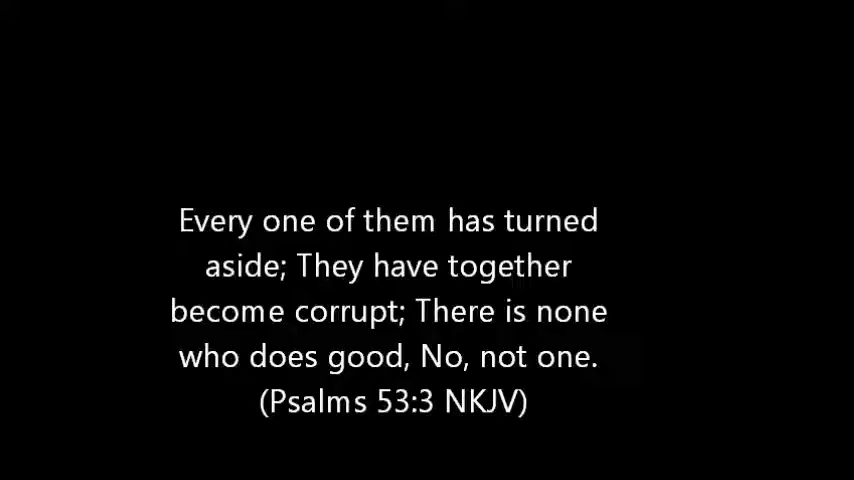 Every one of them has turned
aside; They have together
become corrupt; There is none
who does good, No, not one.
(Psalms 53:3 NKJV)